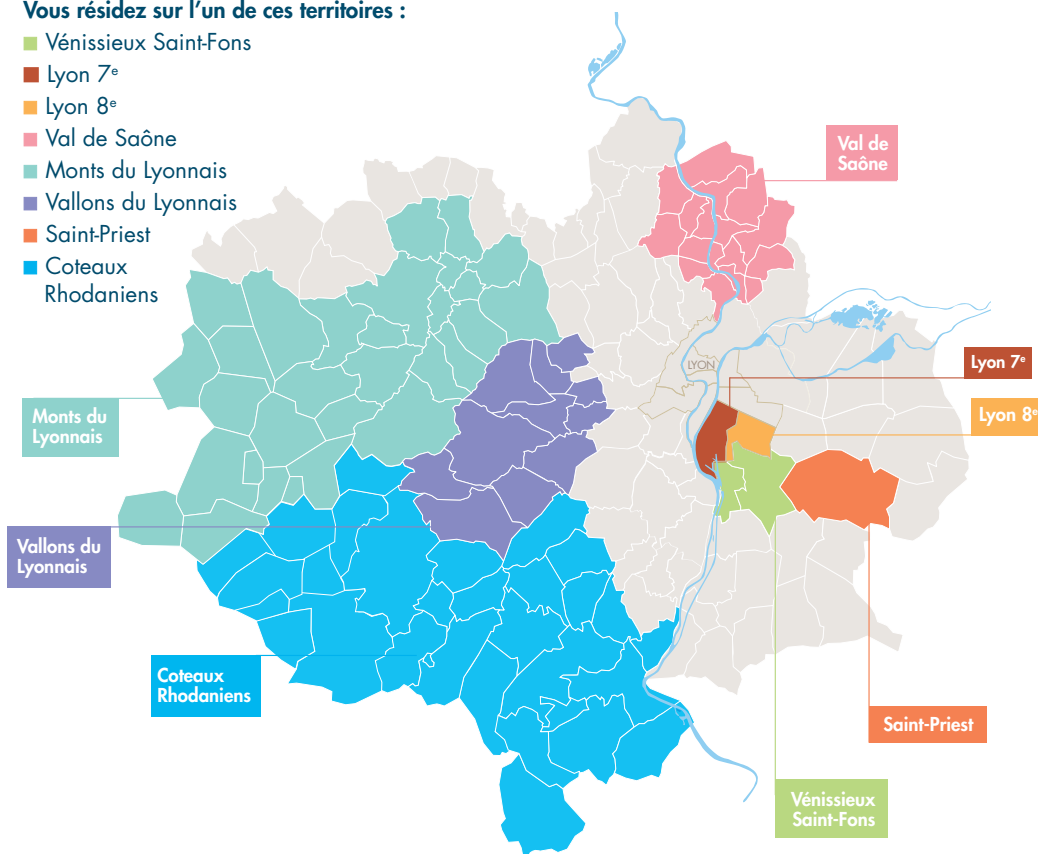 Vous résidez sur l'un de ces territoires :
Vénissieux Saint-Fons
Lyon 7e
Lyon 8e
Val de Saône
Monts du Lyonnais
Vallons du Lyonnais
Saint-Priest
Coteaux
Rhodaniens
Val de
Saône
LYON
Lyon 7e
Lyon 8e
Monts du
Lyonnais
Vallons du
Lyonnais
Coteaux
Rhodaniens
Saint-Priest
Vénissieux
Saint-Fons